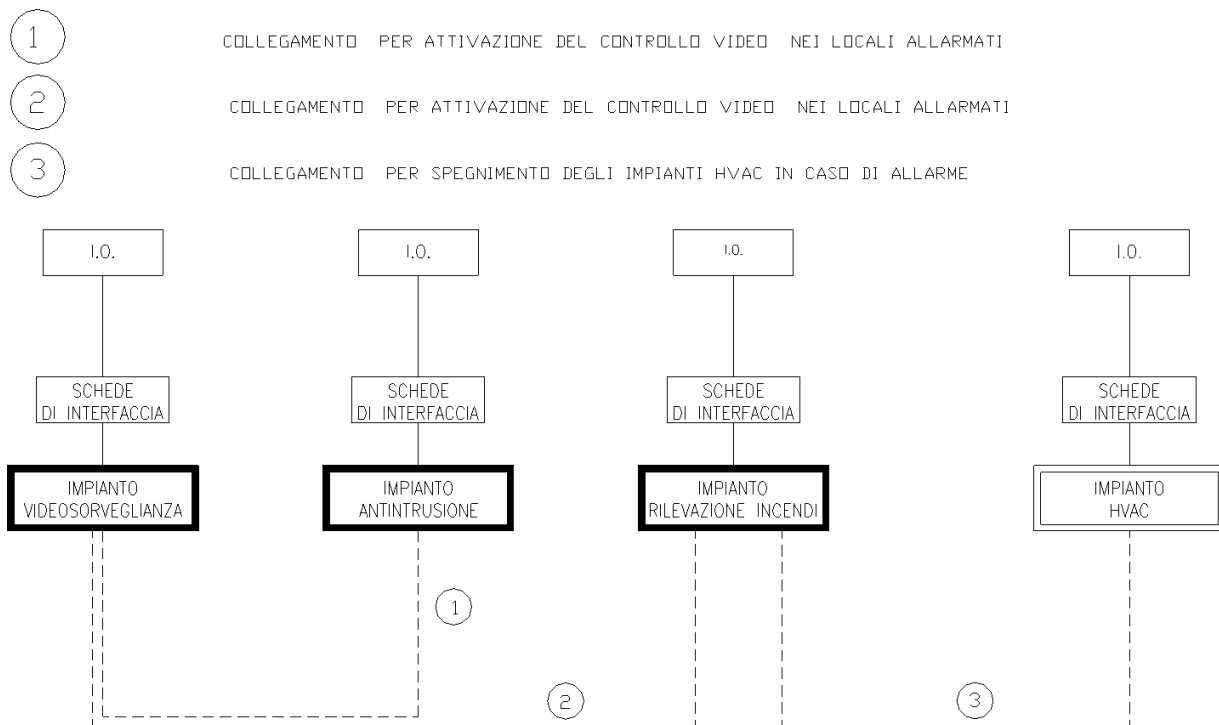 1 COLLEGAMENTO PER ATTIVAZIONE DEL CONTROLLO VIDEO NEI LOCALI ALLARMATI
2 COLLEGAMENTO PER ATTIVAZIONE DEL CONTROLLO VIDEO NEI LOCALI ALLARMATI
3 COLLEGAMENTO PER SPEGNIMENTO DEGLI IMPIANTI HVAC IN CASO DI ALLARME
I.O.
I.O.
I.O.
I.O.
SCHEDE
DI INTERFACCIA
SCHEDE
DI INTERFACCIA
SCHEDE
DI INTERFACCIA
SCHEDE
DI INTERFACCIA
IMPIANTO
VIDEOSORVEGLIANZA
IMPIANTO
ANTINTRUSIONE
IMPIANTO
RILEVAZIONE INCENDI
IMPIANTO
HVAC
1
2
3